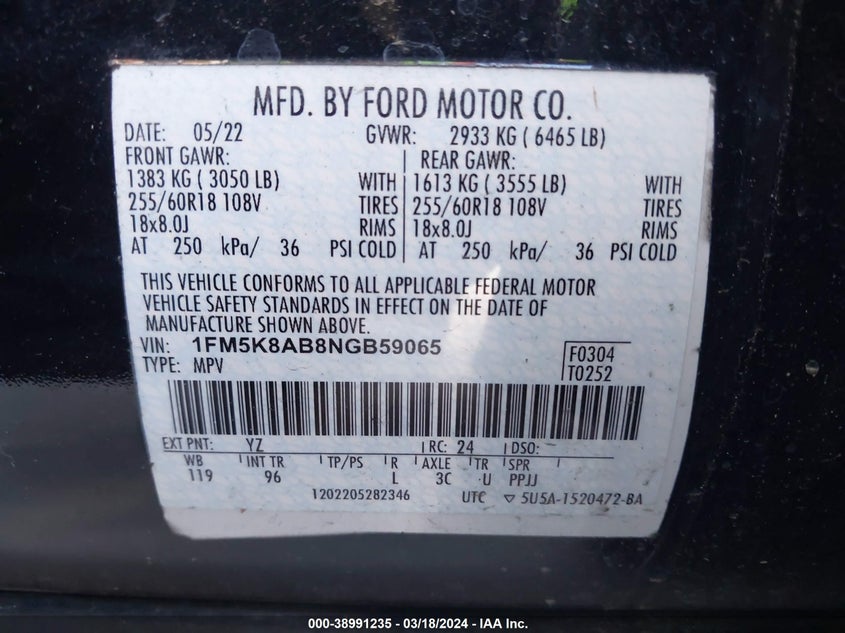 MFD. BY FORD MOTOR CO.
DATE: 05/22 GVWR: 2933 KG ( 6465 LB)
FRONT GAWR: REAR GAWR:
1383 KG ( 3050 LB) WITH 1613 KG ( 3555 LB) WITH
255/60R18 108V TIRES 255/60R18 108V TIRES
18x8.0J RIMS 18x8.0J RIMS
AT 250 kPa/ 36 PSI COLD AT 250 kPa/ 36 PSI COLD
THIS VEHICLE CONFORMS TO ALL APPLICABLE FEDERAL MOTOR
VEHICLE SAFETY STANDARDS IN EFFECT ON THE DATE OF
MANUFACTURE SHOWN ABOVE.
VIN: 1FM5K8AB8NGB59065 F0304
TYPE: MPV T0252
EXT PNT: YZ RC: 24 DSO:
WB INT TR TP/PS R AXLE TR SPR
119 96 L 3C U PPJJ
1202205282346 UTC ▽ 5U5A-1520472-BA
000-38991235 - 03/18/2024 - IAA Inc.